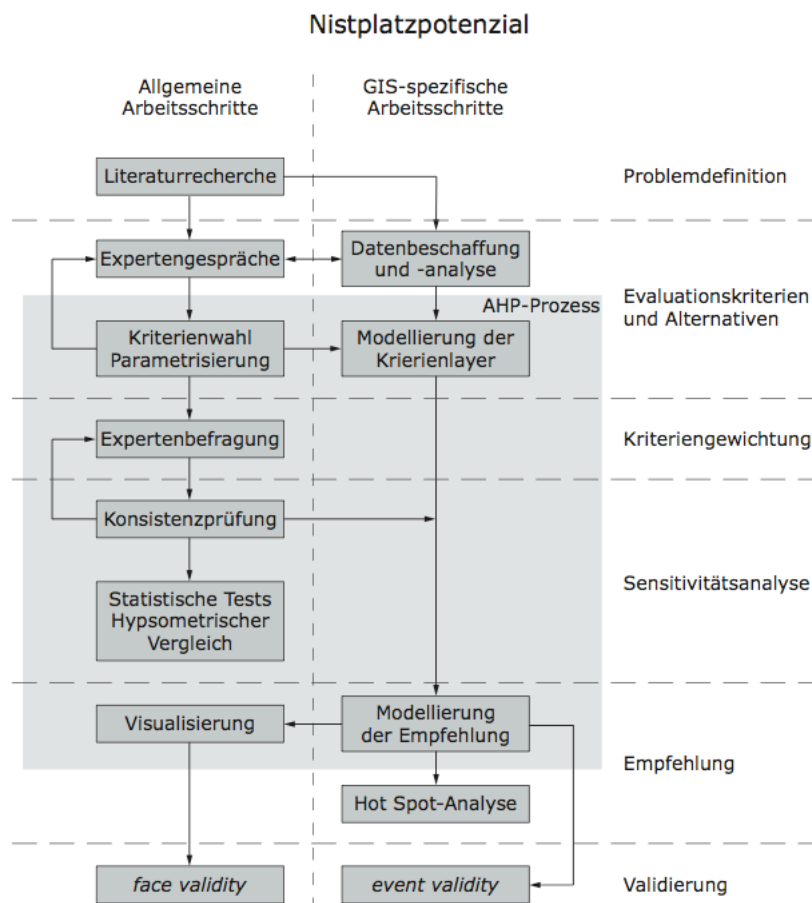 Nistplatzpotenzial
Allgemeine
Arbeitsschritte
GIS-spezifische
Arbeitsschritte
Literaturrecherche
Problemdefinition
Expertengespräche
Datenbeschaffung
und -analyse
Evaluationskriterien
und Alternativen
AHP-Prozess
Kriterienwahl
Parametrisierung
Modellierung der
Krierienlayer
Expertenbefragung
Kriteriengewichtung
Konsistenzprüfung
Statistische Tests
Hypsometrischer
Vergleich
Sensitivitätsanalyse
Visualisierung
Modellierung
der Empfehlung
Empfehlung
Hot Spot-Analyse
face validity
event validity
Validierung